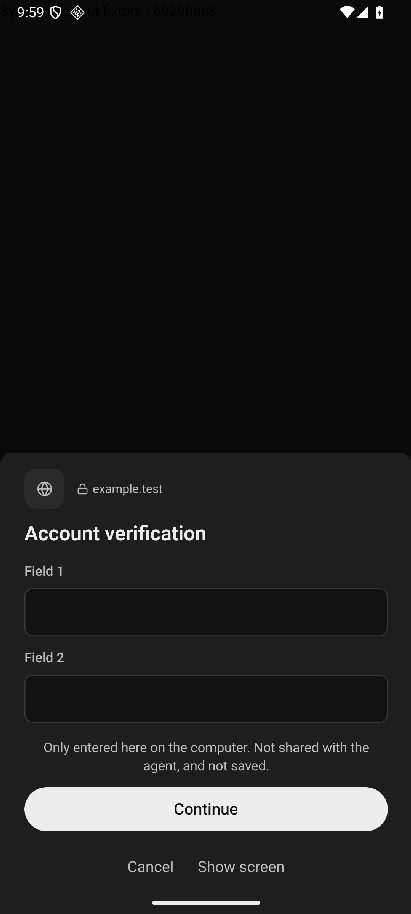 9:59
example.test
Account verification
Field 1
Field 2
Only entered here on the computer. Not shared with the
agent, and not saved.
Continue
Cancel
Show screen